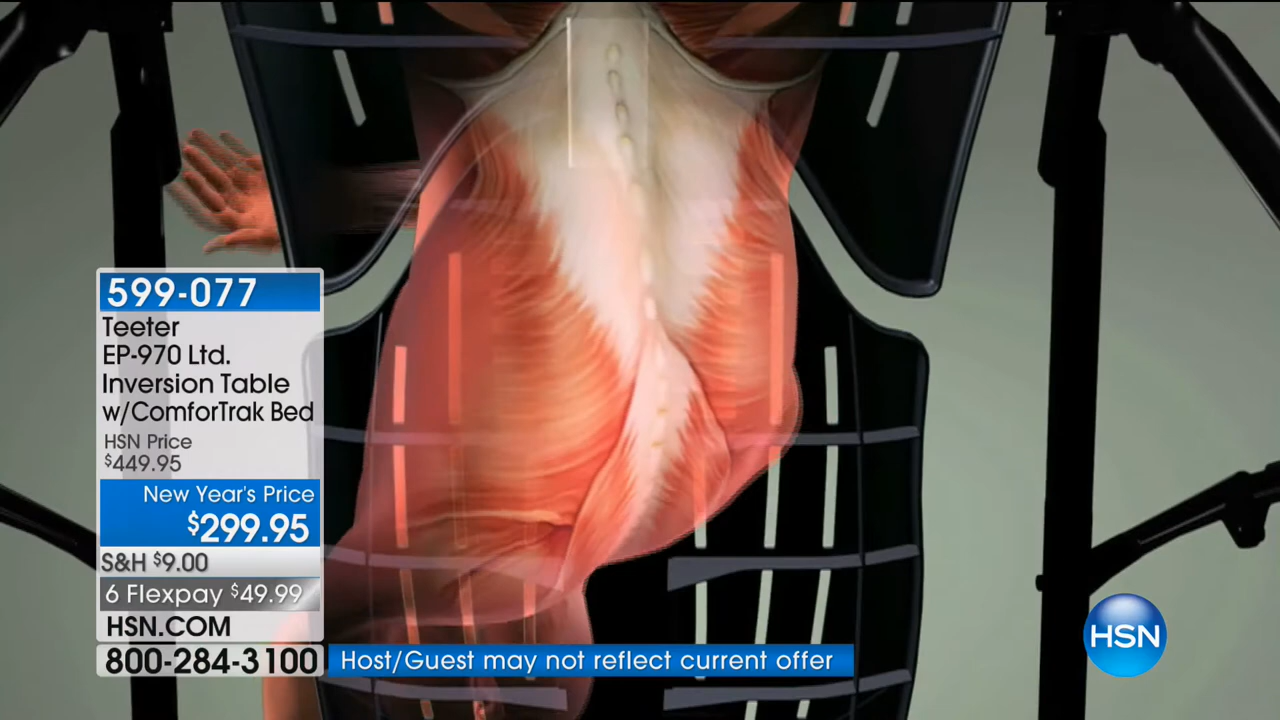 599-077
Teeter
EP-970 Ltd.
Inversion Table
w/ComforTrak Bed
HSN Price
$449.95
New Year's Price
$299.95
S&H $9.00
6 Flexpay $49.99
HSN.COM
800-284-3100
Host/Guest may not reflect current offer
HSN